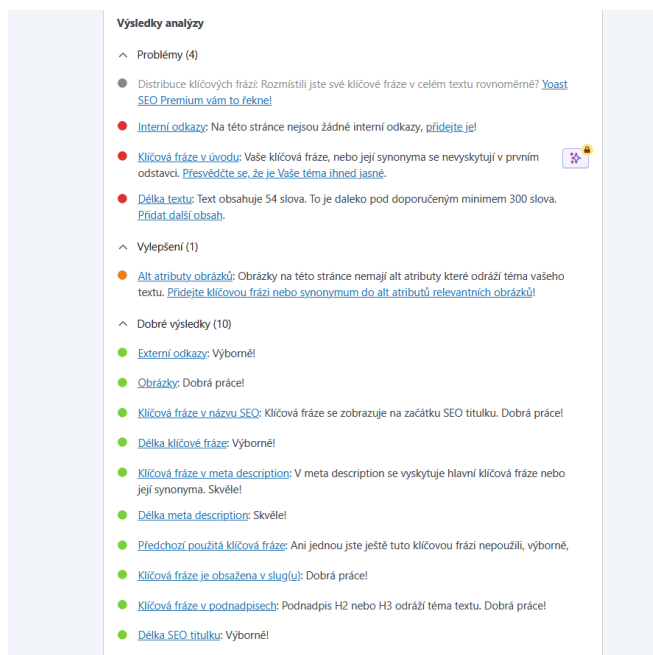 Výsledky analýzy
Problémy (4)
Distribuce klíčových frází: Rozmístili jste své klíčové fráze v celém textu rovnoměrně? Yoast
SEO Premium vám to řekne!
Interní odkazy: Na této stránce nejsou žádné interní odkazy, přidejte je!
Klíčová fráze v úvodu: Vaše klíčová fráze, nebo její synonyma se nevyskytují v prvním
odstavci. Přesvědčte se, že je Vaše téma ihned jasné.
Délka textu: Text obsahuje 54 slova. To je daleko pod doporučeným minimem 300 slova.
Přidat další obsah.
Vylepšení (1)
Alt atributy obrázků: Obrázky na této stránce nemají alt atributy které odráží téma vašeho
textu. Přidejte klíčovou frázi nebo synonymum do alt atributů relevantních obrázků!
Dobré výsledky (10)
Externí odkazy: Výborně!
Obrázky: Dobrá práce!
Klíčová fráze v názvu SEO: Klíčová fráze se zobrazuje na začátku SEO titulku. Dobrá práce!
Délka klíčové fráze: Výborně!
Klíčová fráze v meta description: V meta description se vyskytuje hlavní klíčová fráze nebo
její synonyma. Skvěle!
Délka meta description: Skvěle!
Předchozí použitá klíčová fráze: Ani jednou jste ještě tuto klíčovou frázi nepoužili, výborně,
Klíčová fráze je obsažena v slug(u): Dobrá práce!
Klíčová fráze v podnadpisech: Podnadpis H2 nebo H3 odráží téma textu. Dobrá práce!
Délka SEO titulku: Výborně!